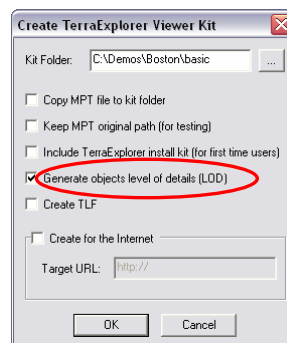 Create TerraExplorer Viewer Kit
Kit Folder: C:\Demos\Boston\basic ...
Copy MPT file to kit folder
Keep MPT original path (for testing)
Include TerraExplorer install kit (for first time users)
Generate objects level of details (LOD)
Create TLF
Create for the Internet
Target URL: http://
OK Cancel